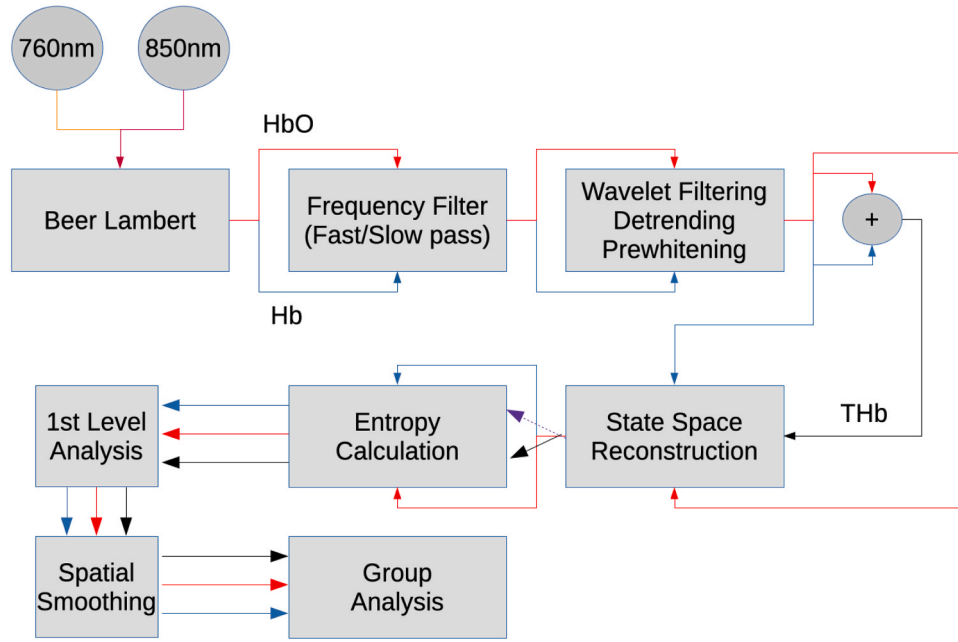 760nm
850nm
HbO
Beer Lambert
Frequency Filter
(Fast/Slow pass)
Wavelet Filtering
Detrending
Prewhitening
+
Hb
THb
1st Level
Analysis
Entropy
Calculation
State Space
Reconstruction
Spatial
Smoothing
Group
Analysis